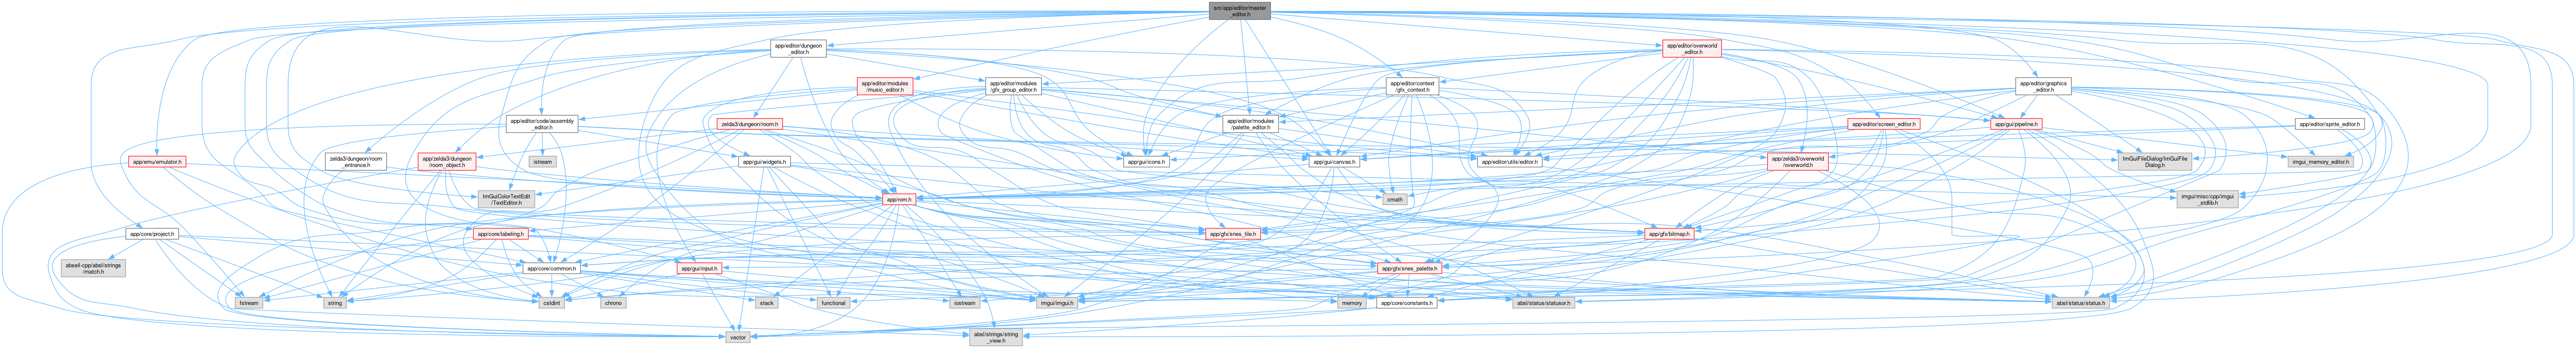 src/app/editor/master
_editor.h
app/editor/dungeon
_editor.h
app/editor/overworld
_editor.h
app/editor/modules
/music_editor.h
app/editor/modules
/gfx_group_editor.h
app/editor/context
/gfx_context.h
app/editor/graphics
_editor.h
app/editor/code/assembly
_editor.h
zelda3/dungeon/room.h
app/editor/modules
/palette_editor.h
app/editor/screen_editor.h
app/gui/pipeline.h
app/editor/sprite_editor.h
app/emu/emulator.h
zelda3/dungeon/room
_entrance.h
app/zelda3/dungeon
/room_object.h
istream
app/gui/widgets.h
app/gui/icons.h
app/gui/canvas.h
app/editor/utils/editor.h
app/zelda3/overworld
/overworld.h
ImGuiFileDialog/ImGuiFile
Dialog.h
imgui_memory_editor.h
ImGuiColorTextEdit
/TextEditor.h
app/rom.h
cmath
imgui/misc/cpp/imgui
_stdlib.h
app/core/project.h
app/core/labeling.h
app/gfx/snes_tile.h
app/gfx/bitmap.h
abseil-cpp/absl/strings
/match.h
app/core/common.h
app/gui/input.h
app/gfx/snes_palette.h
fstream
string
cstdint
chrono
stack
functional
iostream
imgui/imgui.h
memory
app/core/constants.h
absl/status/statusor.h
absl/status/status.h
vector
absl/strings/string
_view.h